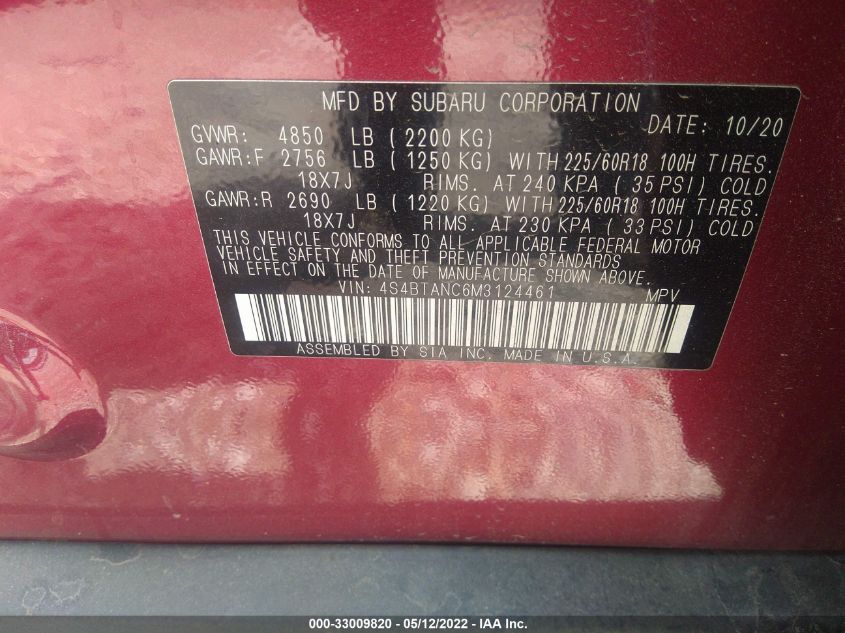 MFD BY SUBARU CORPORATION
DATE: 10/20
GVWR: 4850 LB ( 2200 KG)
GAWR:F 2756 LB ( 1250 KG) WITH 225/60R18 100H TIRES.
18X7J RIMS. AT 240 KPA ( 35 PSI) COLD
GAWR:R 2690 LB ( 1220 KG) WITH 225/60R18 100H TIRES.
18X7J RIMS. AT 230 KPA ( 33 PSI) COLD
THIS VEHICLE CONFORMS TO ALL APPLICABLE FEDERAL MOTOR
VEHICLE SAFETY AND THEFT PREVENTION STANDARDS
IN EFFECT ON THE DATE OF MANUFACTURE SHOWN ABOVE.
VIN: 4S4BTANC6M3124461 MPV
ASSEMBLED BY SIA INC. MADE IN U.S.A.
000-33009820 - 05/12/2022 - IAA Inc.